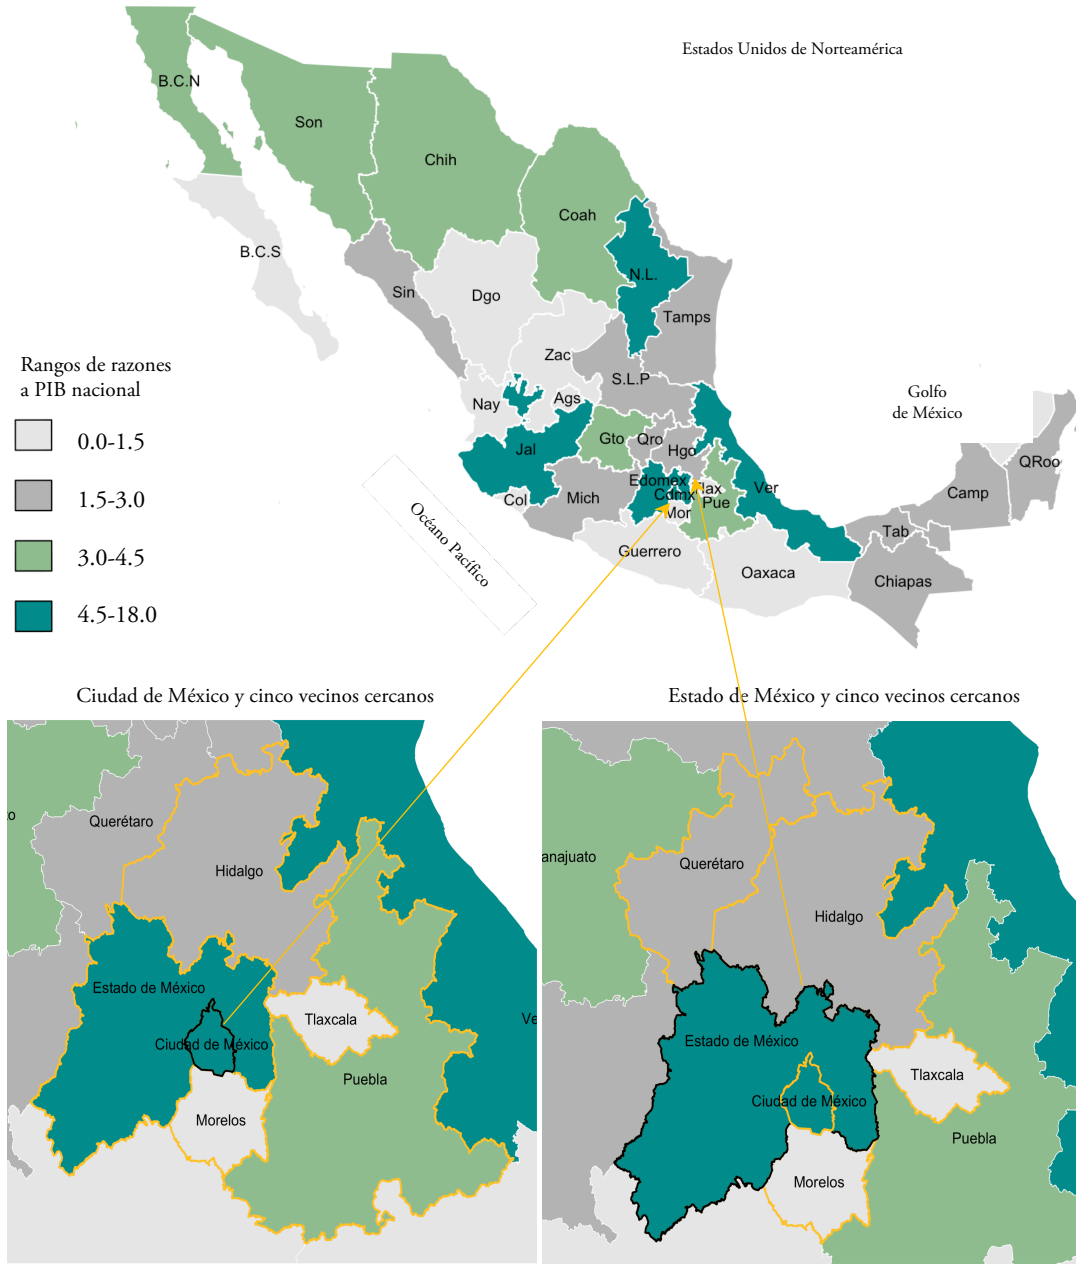 Estados Unidos de Norteamérica
B.C.N
Son
Chih
Coah
B.C.S
N.L.
Sin
Dgo
Tamps
Zac
S.L.P
Rangos de razones
a PIB nacional
0.0-1.5
1.5-3.0
3.0-4.5
4.5-18.0
Golfo
de México
Nay
Ags
Jal
Gto
Qro
Hgo
QRoo
Edomex
Cdmx
Tlax
Ver
Camp
Col
Mich
Mor
Pue
Tab
Océano Pacífico
Guerrero
Oaxaca
Chiapas
Ciudad de México y cinco vecinos cercanos
to
Querétaro
Hidalgo
Estado de México
Ciudad de México
Tlaxcala
Ve
Puebla
Morelos
Estado de México y cinco vecinos cercanos
anajuato
Querétaro
Hidalgo
Estado de México
Tlaxcala
Ciudad de México
Puebla
Morelos